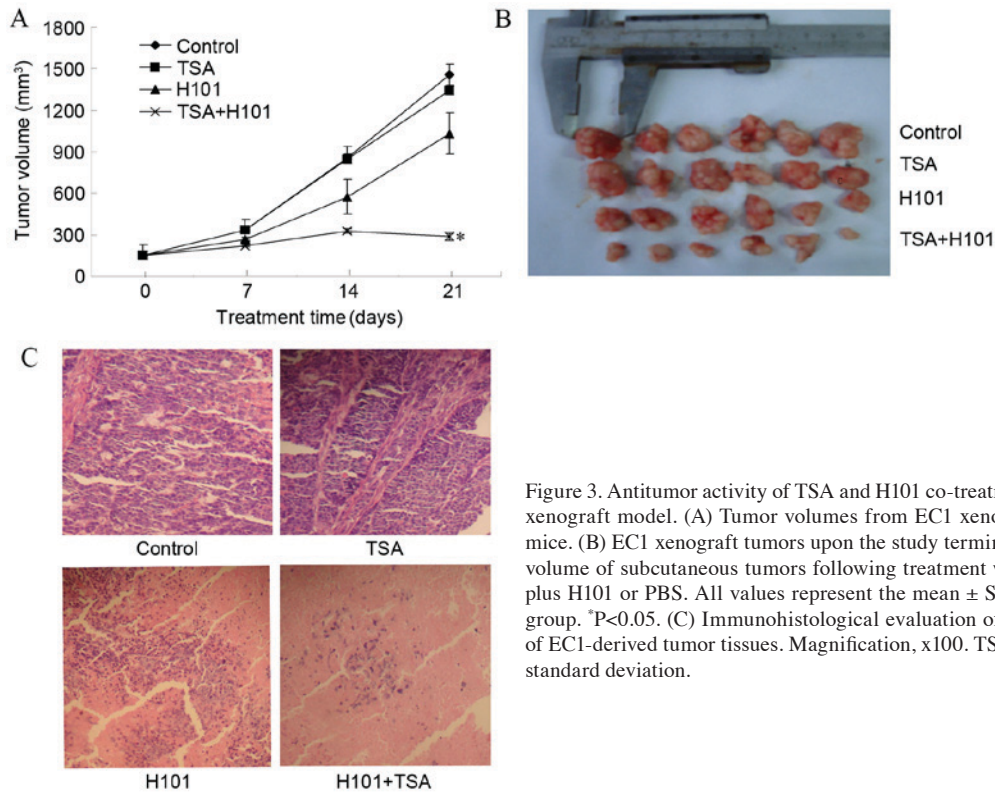 A
1800
1500
1200
900
600
300
0
Tumor volume (mm³)
Control
TSA
H101
TSA+H101
*
0 7 14 21
Treatment time (days)
B
Control
TSA
H101
TSA+H101
C
Control TSA
H101 H101+TSA
Figure 3. Antitumor activity of TSA and H101 co-treati
xenograft model. (A) Tumor volumes from EC1 xeno
mice. (B) EC1 xenograft tumors upon the study termin
volume of subcutaneous tumors following treatment v
plus H101 or PBS. All values represent the mean ± S
group. *P<0.05. (C) Immunohistological evaluation of
of EC1-derived tumor tissues. Magnification, x100. TS
standard deviation.